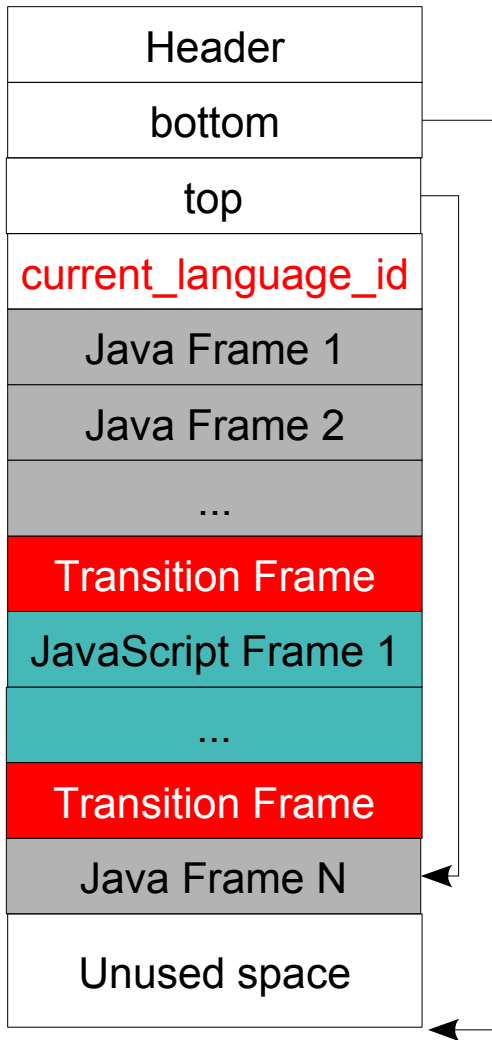 Header
bottom
top
current_language_id
Java Frame 1
Java Frame 2
...
Transition Frame
JavaScript Frame 1
...
Transition Frame
Java Frame N
Unused space